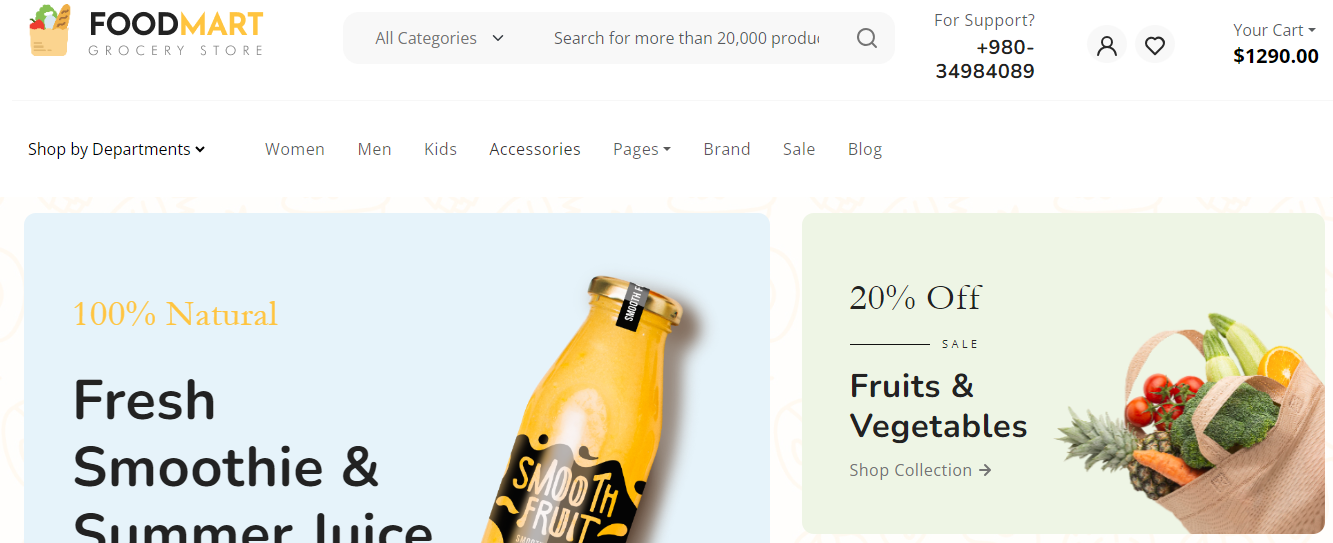 FOODMART
GROCERY STORE
All Categories
Search for more than 20,000 produ
For Support?
+980-
34984089
Your Cart
$1290.00
Shop by Departments
Women
Men
Kids
Accessories
Pages
Brand
Sale
Blog
100% Natural
Fresh
Smoothie &
Summer Juice
SMOOTH F
SMOOTH
FRUIT
20% Off
SALE
Fruits &
Vegetables
Shop Collection